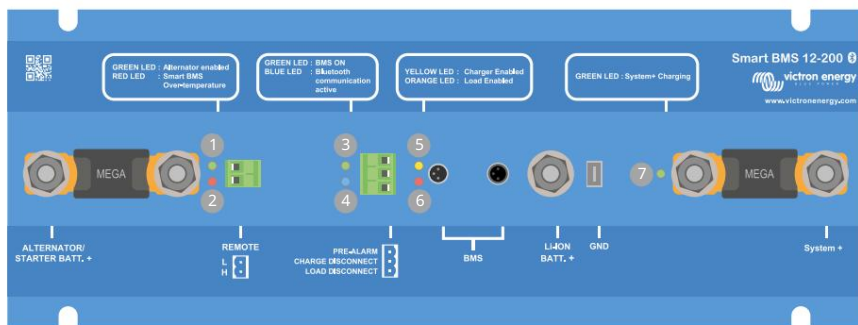 GREEN LED : Alternator enabled
RED LED : Smart BMS
Over-temperature
GREEN LED : BMS ON
BLUE LED : Bluetooth
communication
active
YELLOW LED : Charger Enabled
ORANGE LED : Load Enabled
GREEN LED : System+ Charging
Smart BMS 12-200
victron energy
BLUE POWER
www.victronenergy.com
1
2
3
4
5
6
7
MEGA
MEGA
ALTERNATOR/
STARTER BATT. +
REMOTE
L
H
PRE-ALARM
CHARGE DISCONNECT
LOAD DISCONNECT
BMS
LI-ION
BATT. +
GND
System +